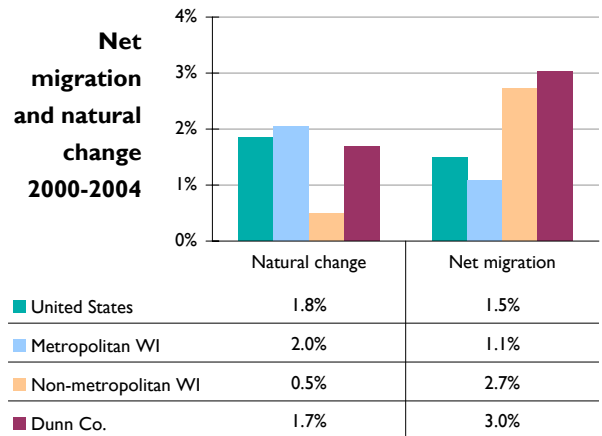 Net
migration
and natural
change
2000-2004
4%
3%
2%
1%
0%
Natural change Net migration
United States 1.8% 1.5%
Metropolitan WI 2.0% 1.1%
Non-metropolitan WI 0.5% 2.7%
Dunn Co. 1.7% 3.0%